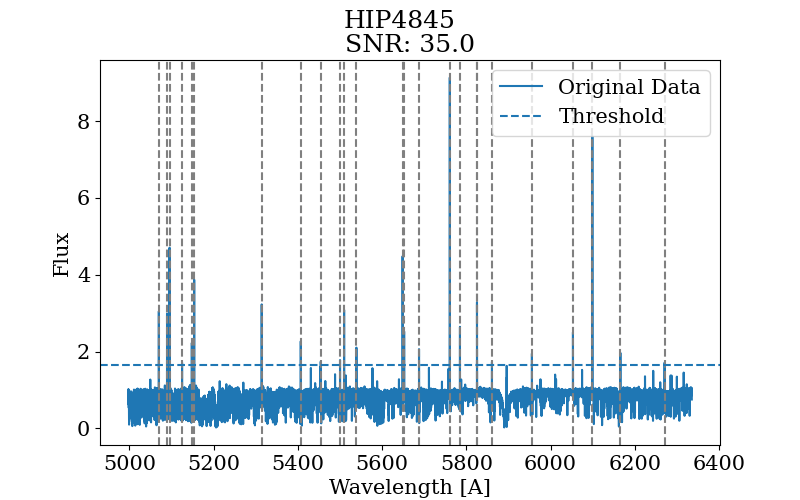 HIP4845
SNR: 35.0
Original Data
Threshold
Flux
8
6
4
2
0
5000 5200 5400 5600 5800 6000 6200 6400
Wavelength [A]